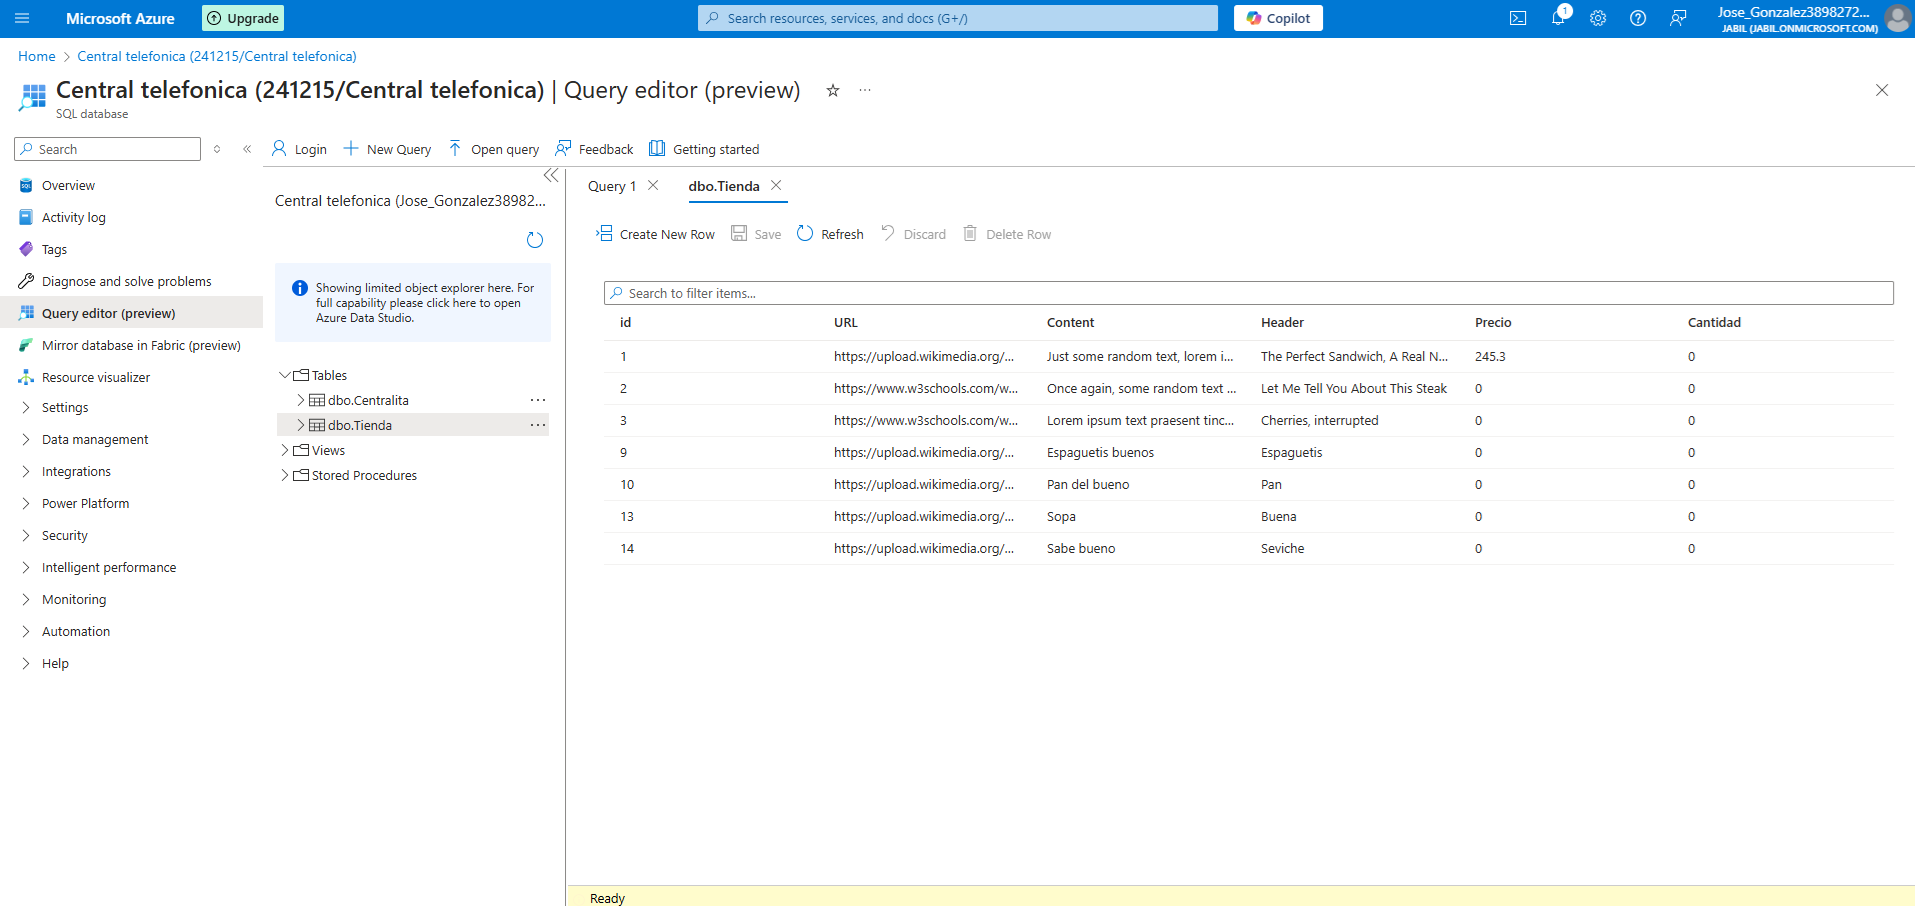 Microsoft Azure
Upgrade
Search resources, services, and docs (G+/)
Copilot
1
Jose_Gonzalez3898272...
JABIL (JABIL.ONMICROSOFT.COM)
Home > Central telefonica (241215/Central telefonica)
Central telefonica (241215/Central telefonica) | Query editor (preview)
SQL database
Search
Login
New Query
Open query
Feedback
Getting started
Overview
Activity log
Tags
Diagnose and solve problems
Query editor (preview)
Mirror database in Fabric (preview)
Resource visualizer
Settings
Data management
Integrations
Power Platform
Security
Intelligent performance
Monitoring
Automation
Help
Central telefonica (Jose_Gonzalez38982...
Showing limited object explorer here. For
full capability please click here to open
Azure Data Studio.
Tables
dbo.Centralita
dbo.Tienda
Views
Stored Procedures
Query 1
dbo.Tienda
Create New Row
Save
Refresh
Discard
Delete Row
Search to filter items...
id URL Content Header Precio Cantidad
1 https://upload.wikimedia.org/... Just some random text, lorem i... The Perfect Sandwich, A Real N... 245.3 0
2 https://www.w3schools.com/w... Once again, some random text ... Let Me Tell You About This Steak 0 0
3 https://www.w3schools.com/w... Lorem ipsum text praesent tinc... Cherries, interrupted 0 0
9 https://upload.wikimedia.org/... Espaguetis buenos Espaguetis 0 0
10 https://upload.wikimedia.org/... Pan del bueno Pan 0 0
13 https://upload.wikimedia.org/... Sopa Buena 0 0
14 https://upload.wikimedia.org/... Sabe bueno Seviche 0 0
Ready